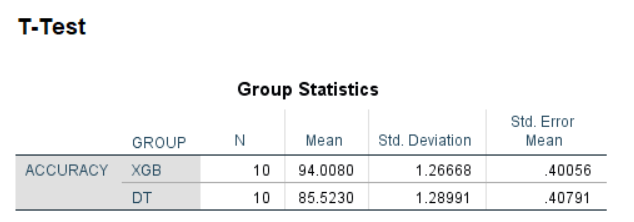 T-Test
Group Statistics
GROUP N Mean Std. Deviation Std. Error Mean
ACCURACY XGB 10 94.0080 1.26668 .40056
DT 10 85.5230 1.28991 .40791